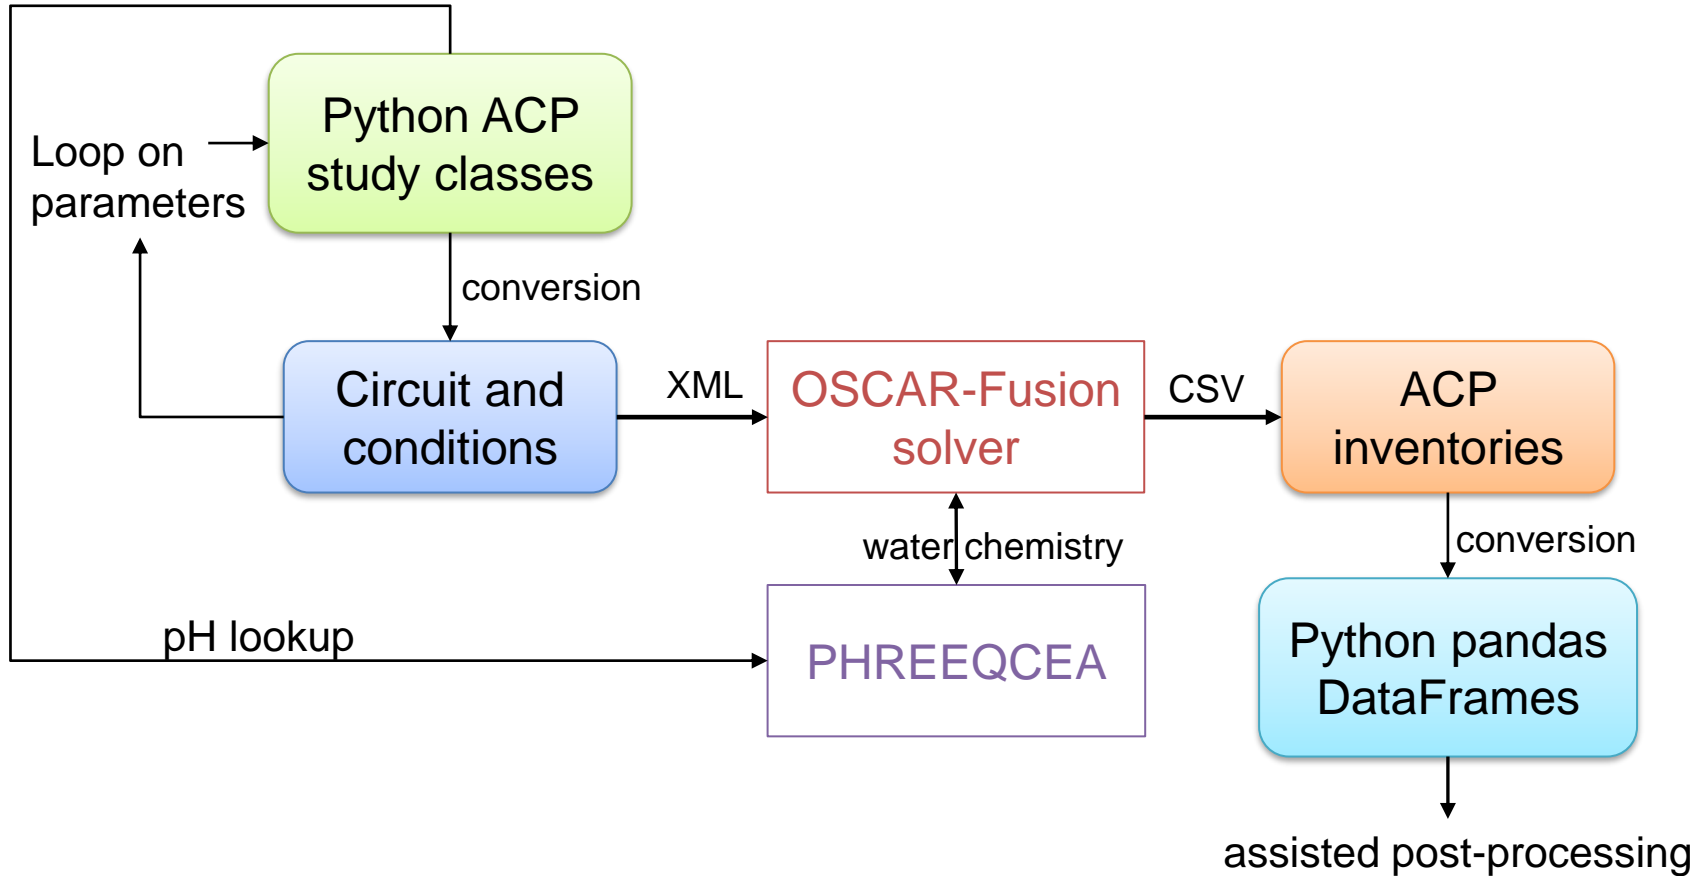 Python ACP
study classes
Loop on
parameters
conversion
Circuit and
conditions
XML
OSCAR-Fusion
solver
CSV
ACP
inventories
water chemistry
conversion
pH lookup
PHREEQCEA
Python pandas
DataFrames
assisted post-processing